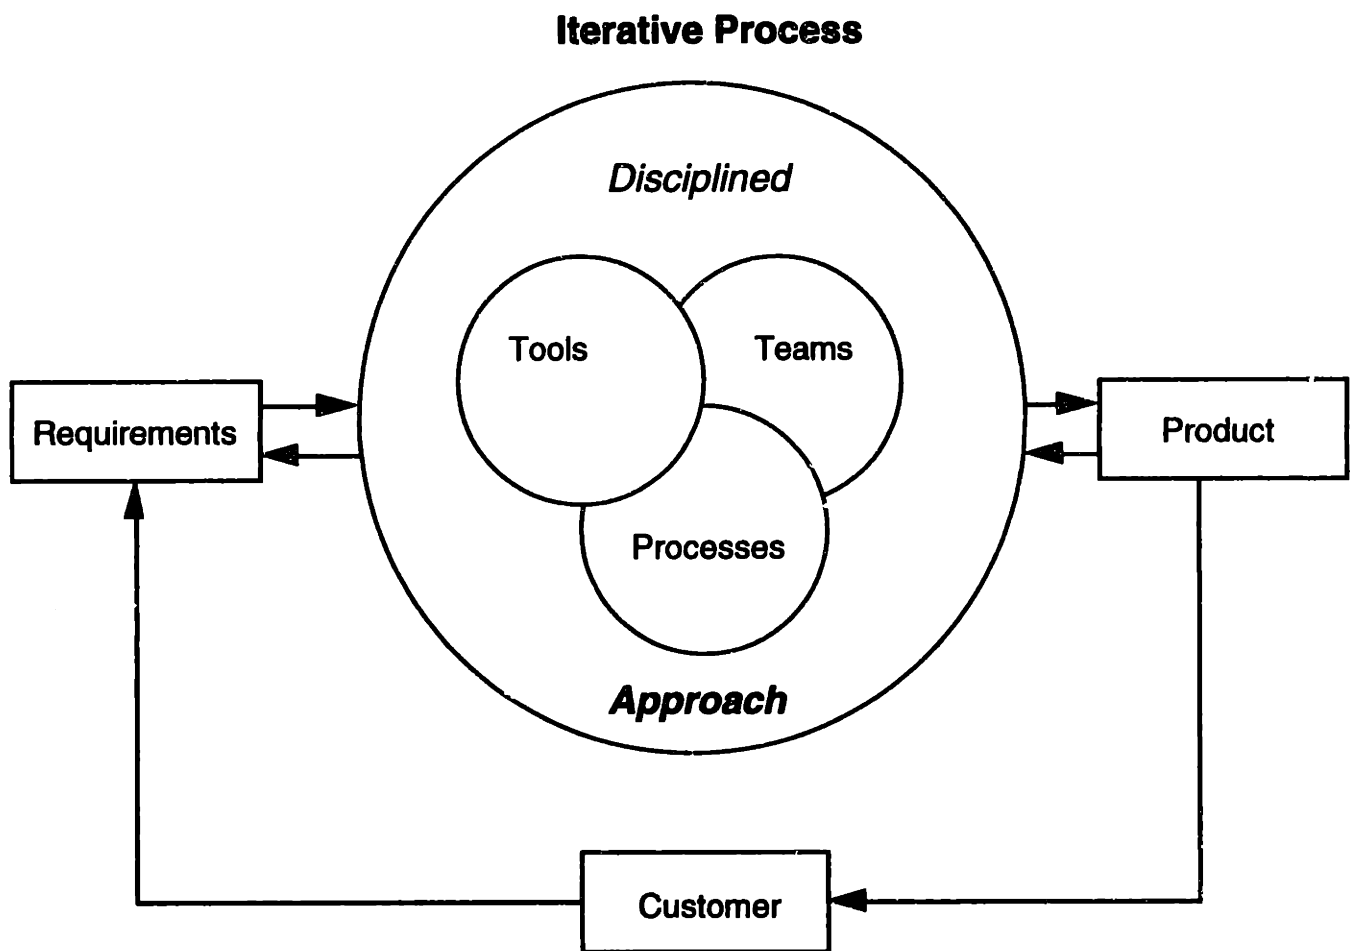 Iterative Process
Disciplined
Tools
Teams
Requirements
Product
Processes
Approach
Customer